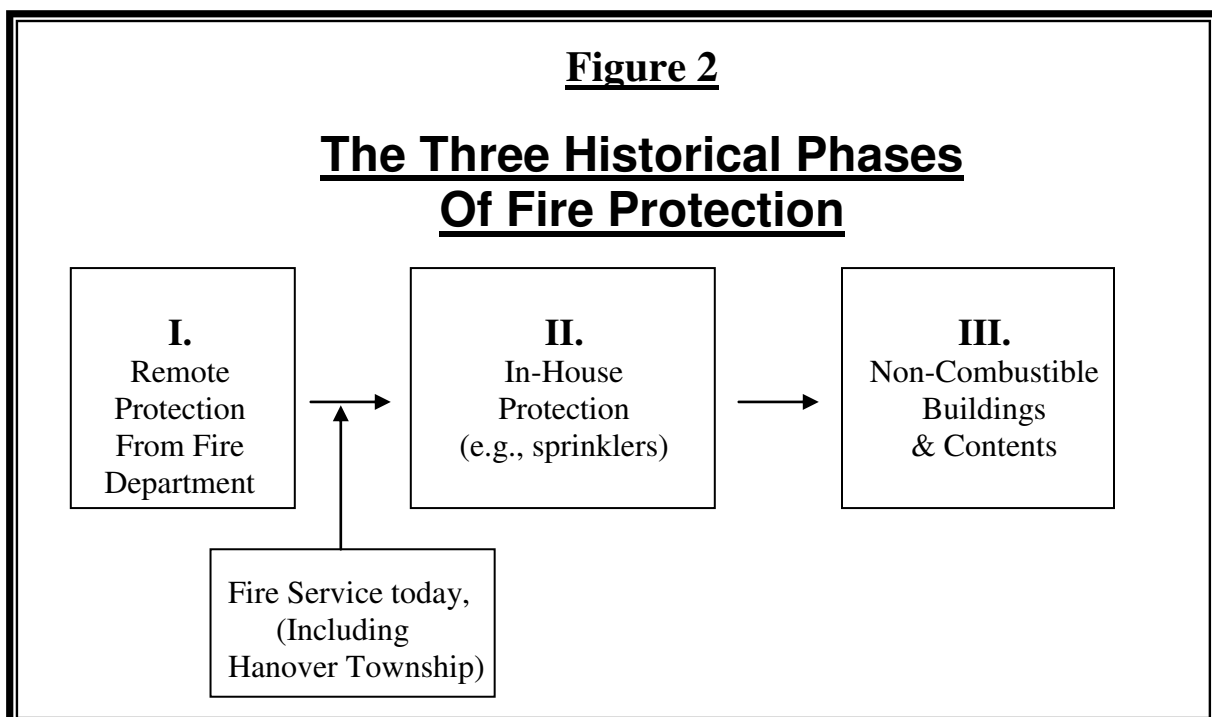 Figure 2
The Three Historical Phases
Of Fire Protection
I.
Remote
Protection
From Fire
Department
II.
In-House
Protection
(e.g., sprinklers)
III.
Non-Combustible
Buildings
& Contents
Fire Service today,
(Including
Hanover Township)